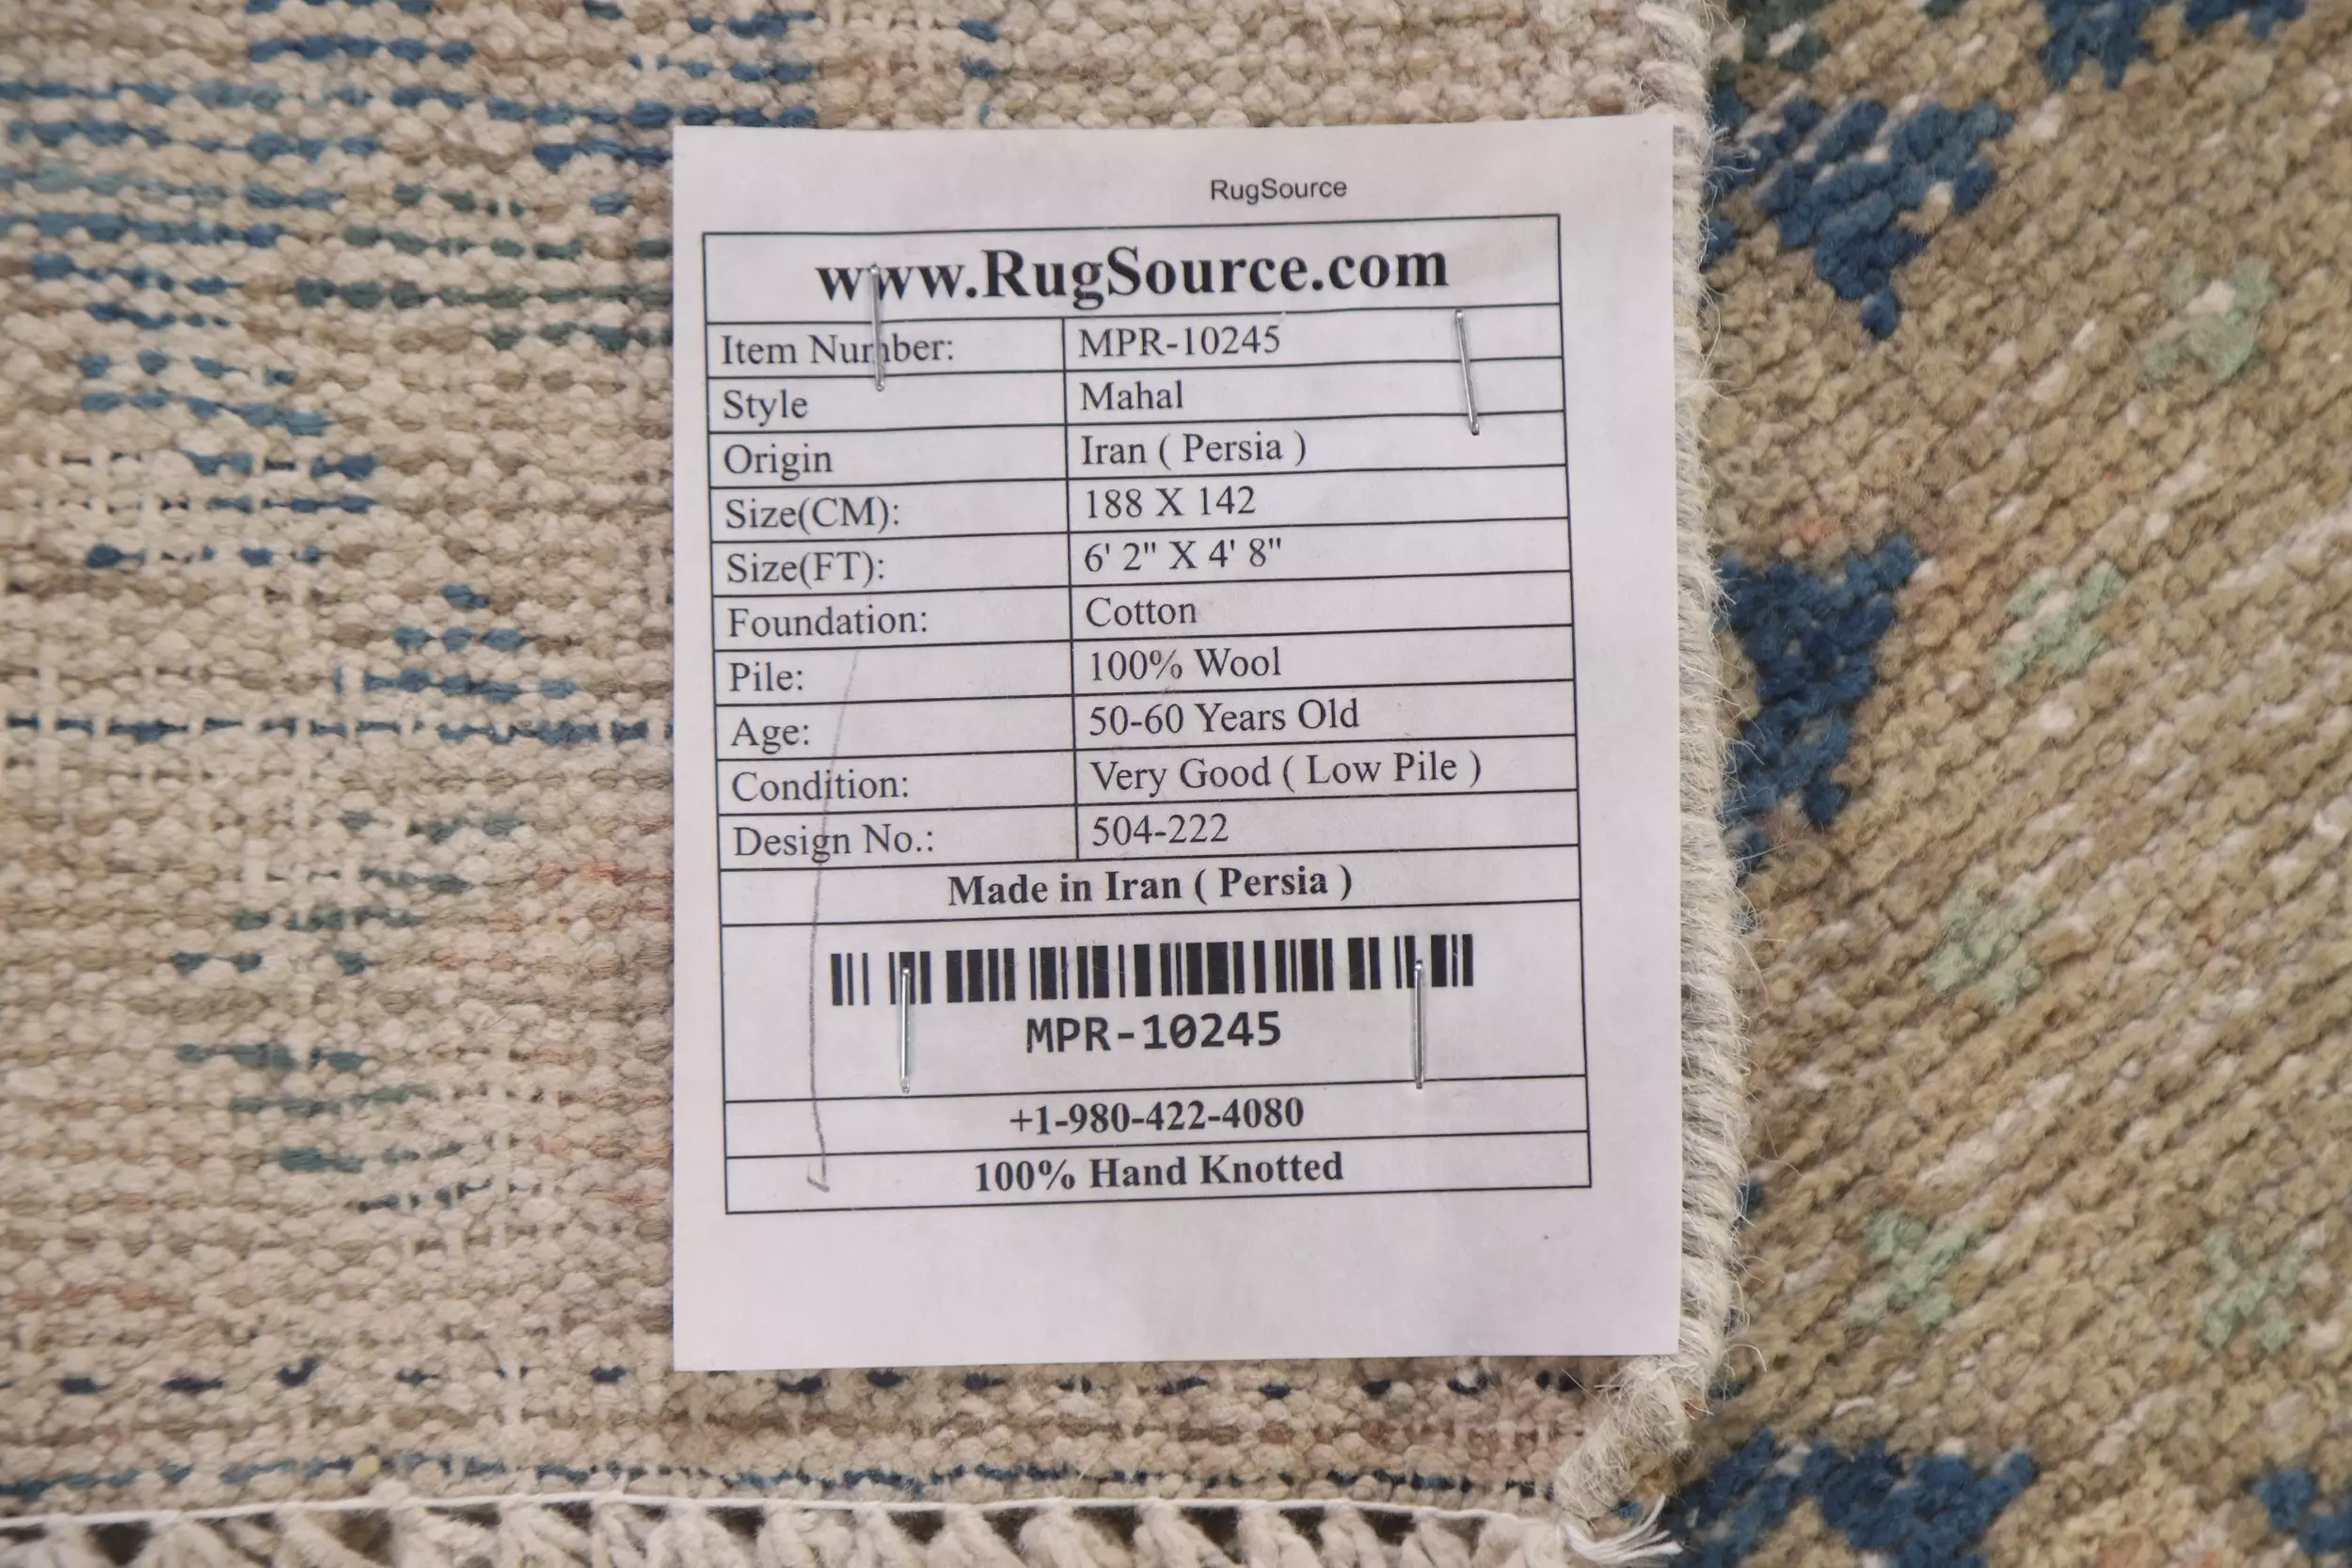 RugSource
www.RugSource.com
Item Number: MPR-10245
Style Mahal
Origin Iran ( Persia )
Size(CM): 188 X 142
Size(FT): 6' 2" X 4' 8"
Foundation: Cotton
Pile: 100% Wool
Age: 50-60 Years Old
Condition: Very Good ( Low Pile )
Design No.: 504-222
Made in Iran ( Persia )
MPR-10245
+1-980-422-4080
100% Hand Knotted